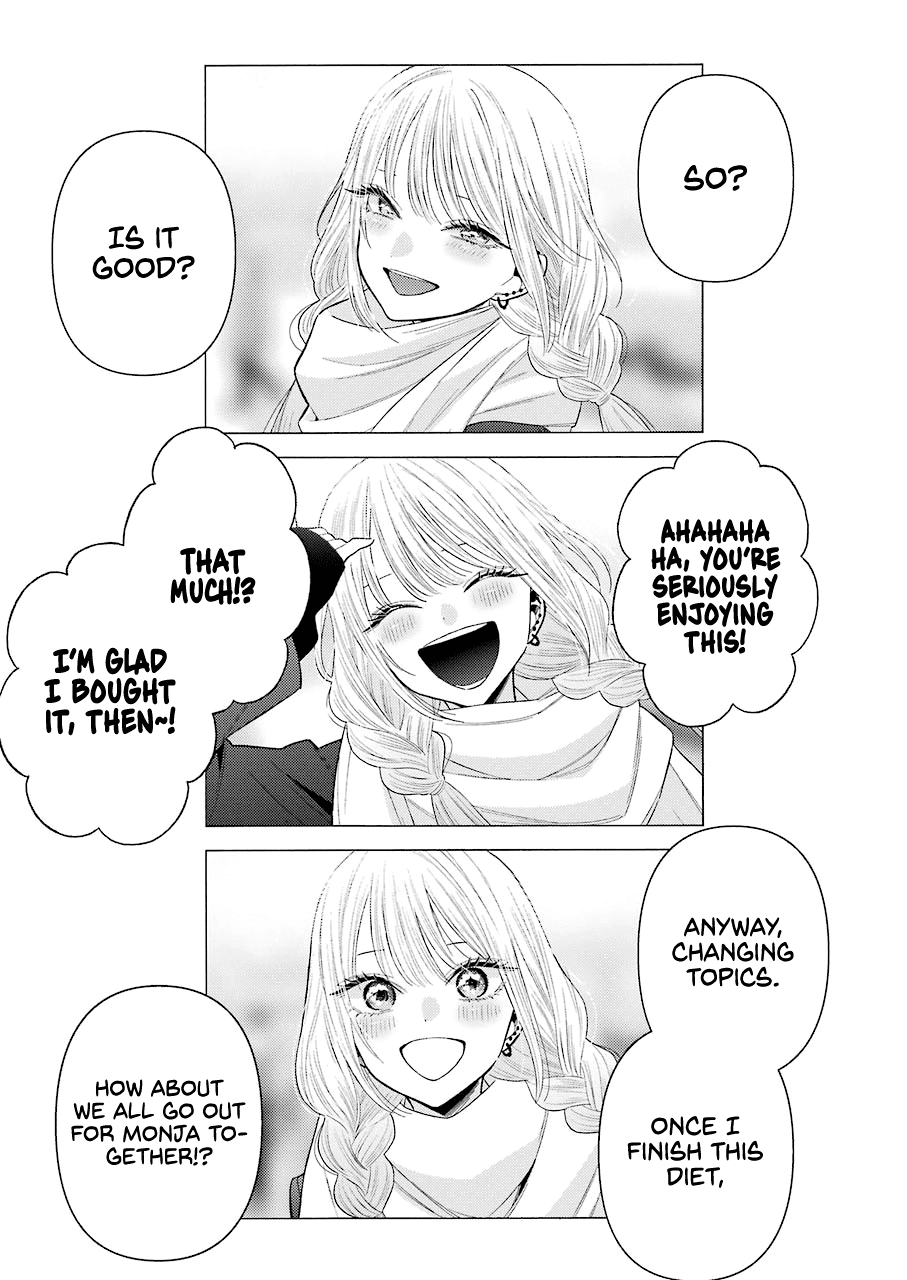 SO?
IS IT
GOOD?
AHAHAHA
HA, YOU'RE
SERIOUSLY
ENJOYING
THIS!
THAT
MUCH!?
I'M GLAD
I BOUGHT
IT, THEN~!
ANYWAY,
CHANGING
TOPICS.
ONCE I
FINISH THIS
DIET,
HOW ABOUT
WE ALL GO OUT
FOR MONJA TO-
GETHER!?